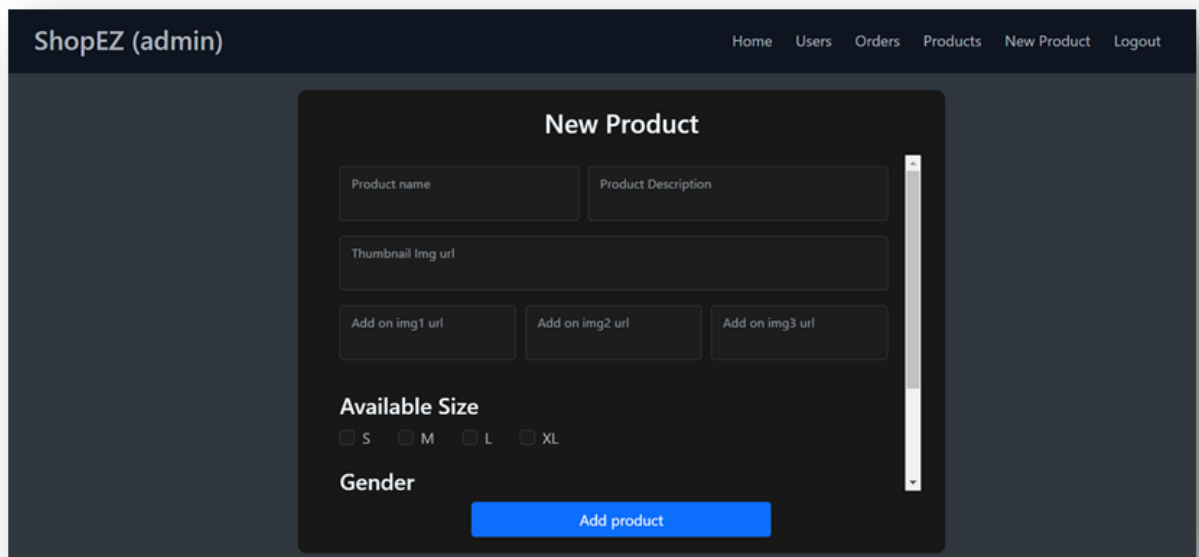 ShopEZ (admin) Home Users Orders Products New Product Logout
New Product
Product name Product Description
Thumbnail Img url
Add on img1 url Add on img2 url Add on img3 url
Available Size
S M L XL
Gender
Add product